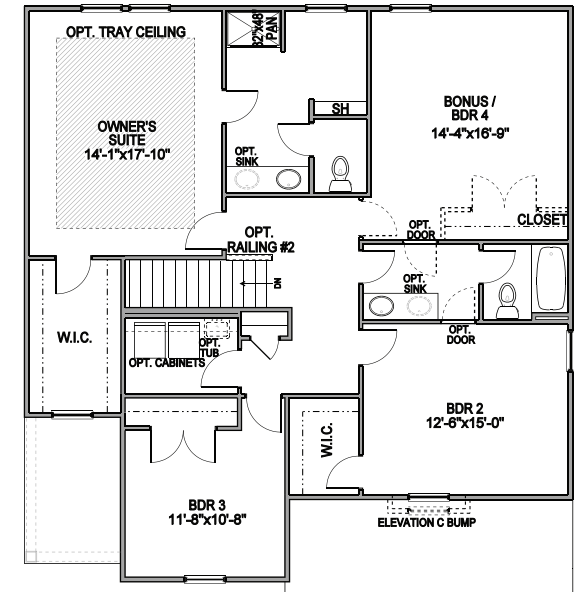 OPT. TRAY CEILING
32"x48"
PAN
SH
OWNER'S
SUITE
14'-1"x17'-10"
BONUS /
BDR 4
14'-4"x16'-9"
OPT.
SINK
CLOSET
OPT.
DOOR
OPT.
RAILING #2
DN
OPT.
SINK
W.I.C.
OPT.
TUB
OPT. CABINETS
OPT.
DOOR
BDR 2
12'-6"x15'-0"
W.I.C.
BDR 3
11'-8"x10'-8"
ELEVATION C BUMP